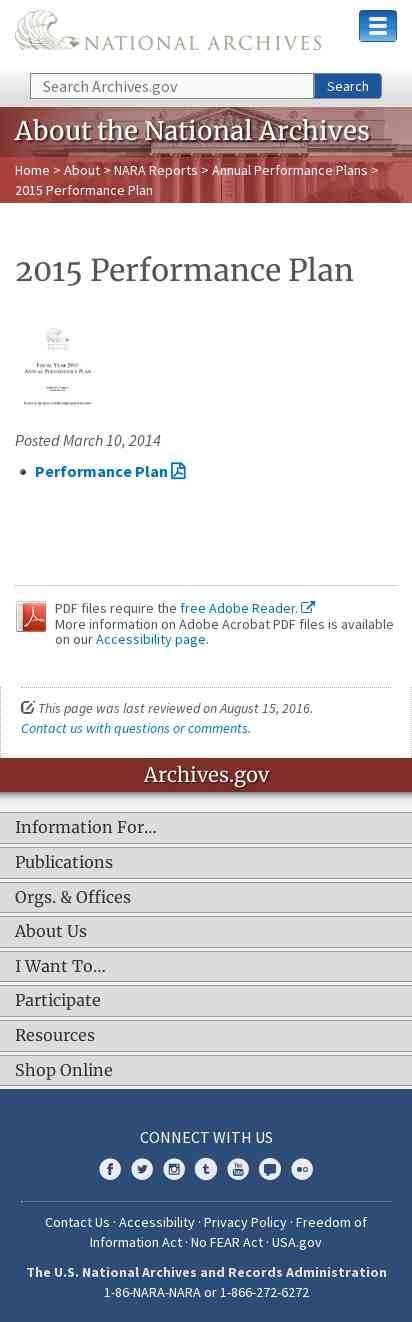 NATIONAL ARCHIVES
Search Archives.gov
Search
About the National Archives
Home > About > NARA Reports > Annual Performance Plans >
2015 Performance Plan
2015 Performance Plan
Fiscal Year 2015
Annual Performance Plan
Posted March 10, 2014
Performance Plan
PDF files require the free Adobe Reader.
More information on Adobe Acrobat PDF files is available
on our Accessibility page.
This page was last reviewed on August 15, 2016.
Contact us with questions or comments.
Archives.gov
Information For…
Publications
Orgs. & Offices
About Us
I Want To…
Participate
Resources
Shop Online
CONNECT WITH US
Contact Us · Accessibility · Privacy Policy · Freedom of
Information Act · No FEAR Act · USA.gov
The U.S. National Archives and Records Administration
1-86-NARA-NARA or 1-866-272-6272